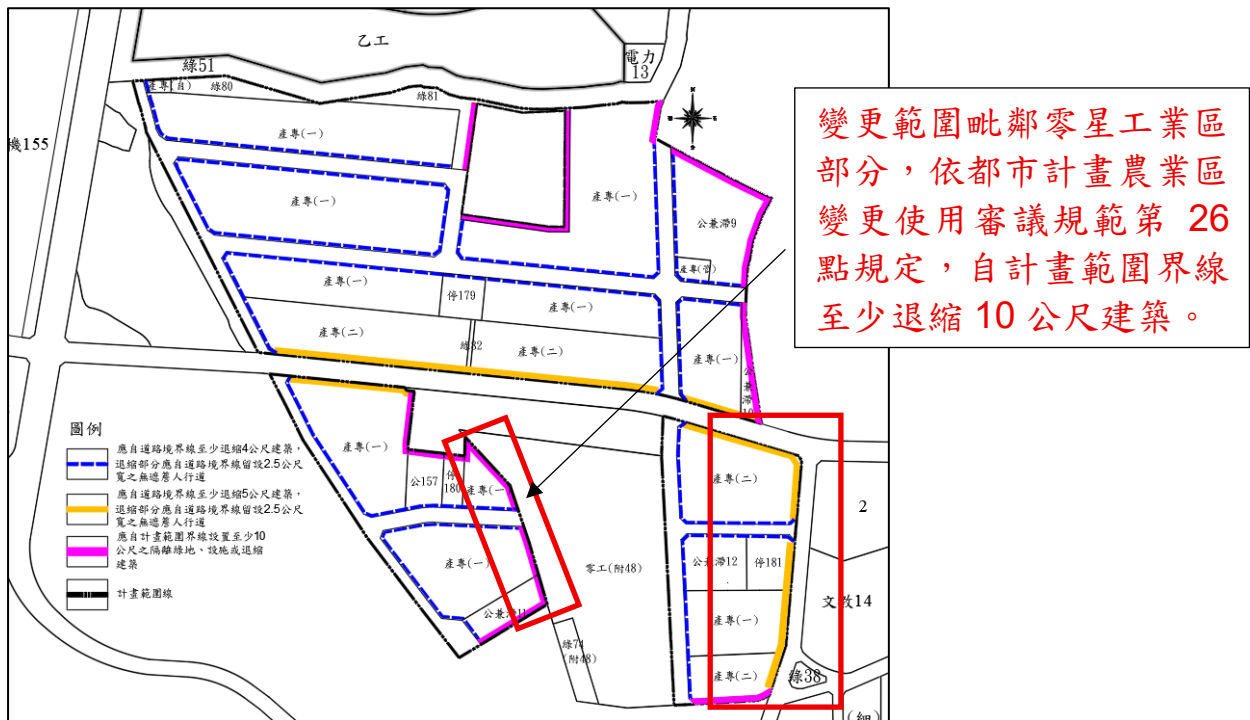 乙工
電力
13
綠51
產專(自)
綠80
綠81
機155
產專(一)
產專(一)
產專(一)
公兼滯9
產專(管)
產專(一)
停179
產專(一)
產專(二)
綠82
產專(二)
產專(一)
公兼滯10
變更範圍毗鄰零星工業區
部分，依都市計畫農業區
變更使用審議規範第 26
點規定，自計畫範圍界線
至少退縮 10 公尺建築。
圖例
應自道路境界線至少退縮4公尺建築，
退縮部分應自道路境界線留設2.5公尺
寬之無遮簷人行道
應自道路境界線至少退縮5公尺建築，
退縮部分應自道路境界線留設2.5公尺
寬之無遮簷人行道
應自計畫範圍界線設置至少10
公尺之隔離綠地、設施或退縮
建築
計畫範圍線
產專(一)
公157
停
180
產專(一)
產專(一)
公兼滯11
零工(附48)
綠74
(附48)
產專(二)
公兼滯12
停181
產專(一)
產專(二)
2
文教14
綠38
(細)